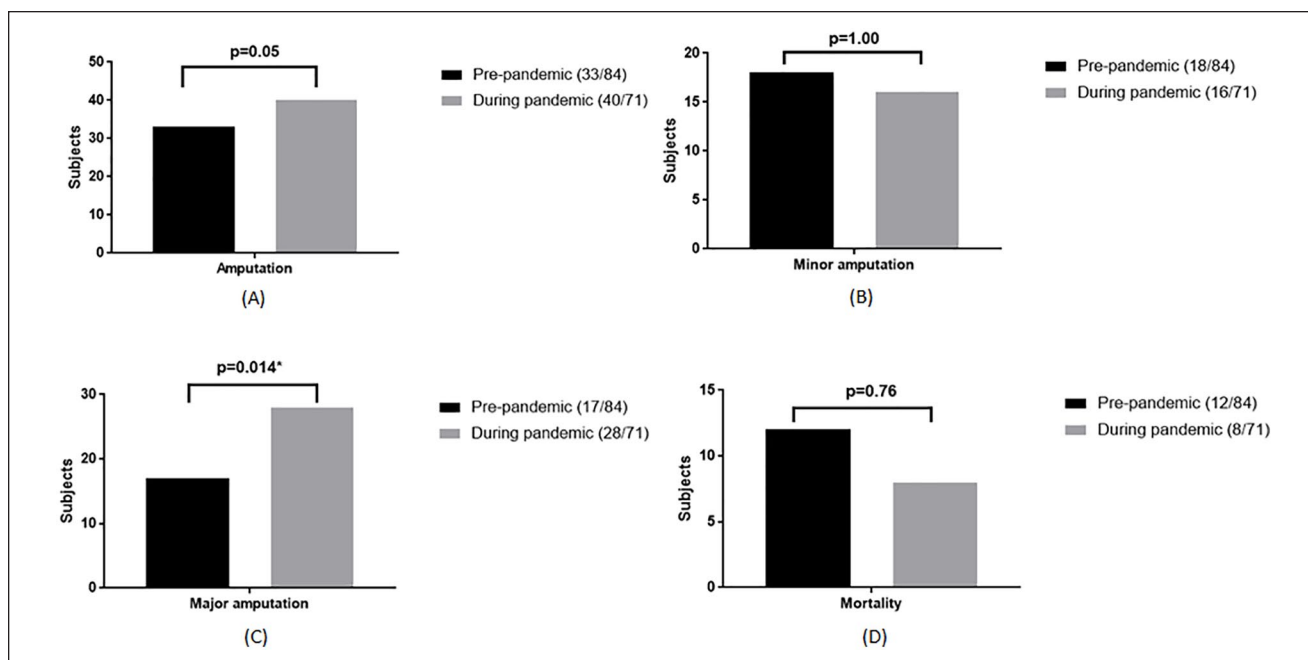 p=0.05
50
40
30
20
10
0
Subjects
Pre-pandemic (33/84)
During pandemic (40/71)
Amputation
(A)
p=1.00
20
15
10
5
0
Subjects
Pre-pandemic (18/84)
During pandemic (16/71)
Minor amputation
(B)
p=0.014*
30
20
10
0
Subjects
Pre-pandemic (17/84)
During pandemic (28/71)
Major amputation
(C)
p=0.76
15
10
5
0
Subjects
Pre-pandemic (12/84)
During pandemic (8/71)
Mortality
(D)